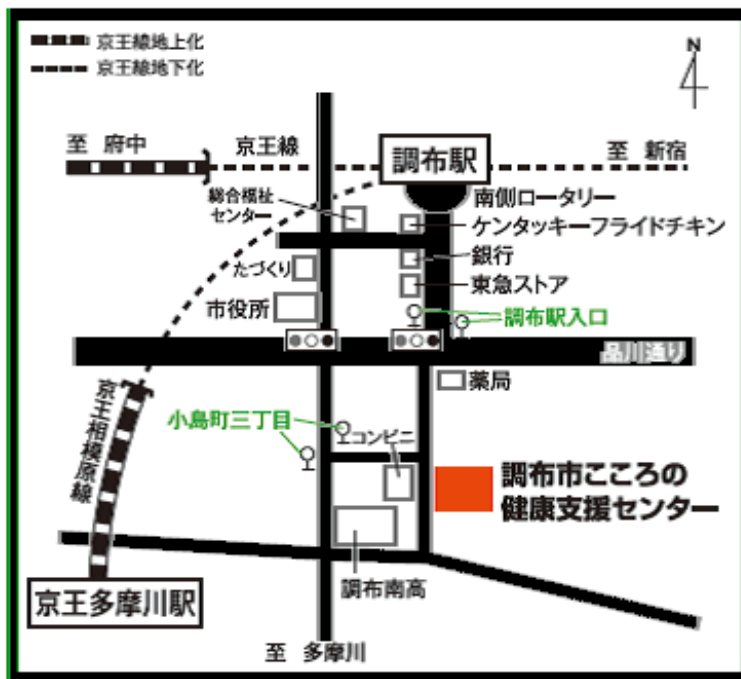 京王線地上化
京王線地下化
N
至 府中
京王線
調布駅
至 新宿
南側ロータリー
総合福祉
センター
ケンタッキーフライドチキン
銀行
たづくり
東急ストア
市役所
調布駅入口
品川通り
薬局
京王相模原線
小島町三丁目
コンビニ
調布市こころの
健康支援センター
調布南高
京王多摩川駅
至 多摩川